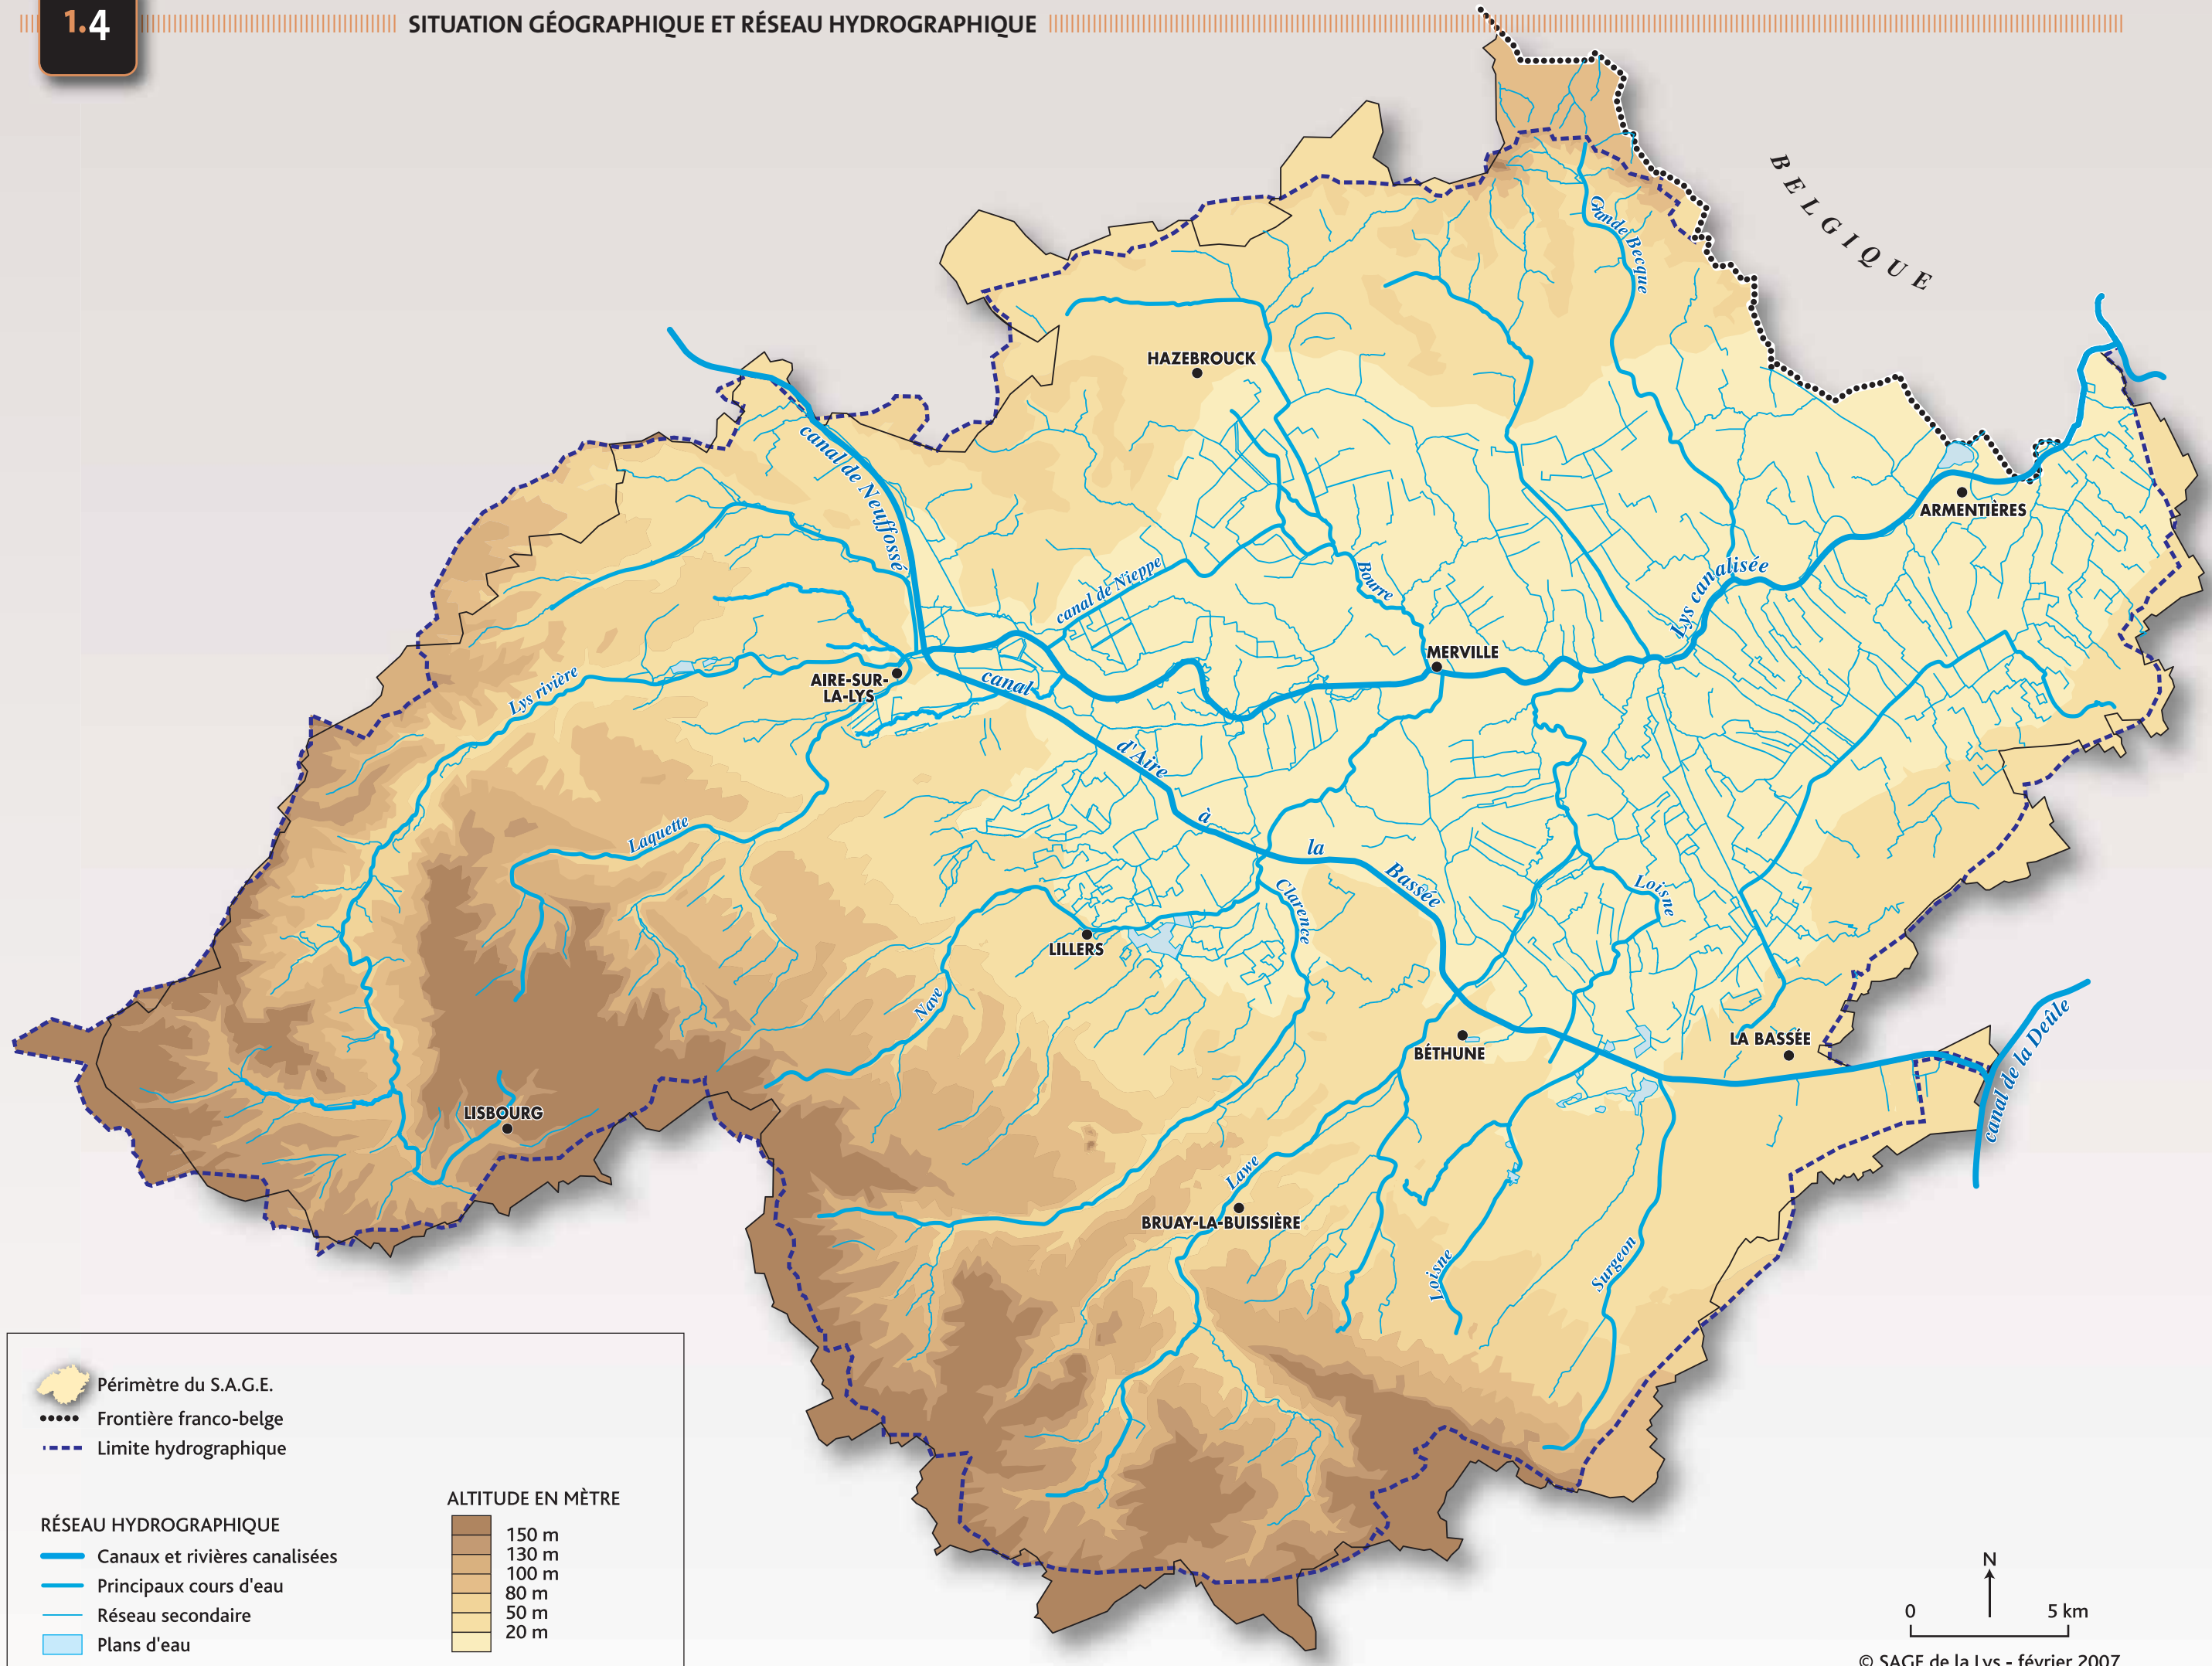 1.4
SITUATION GÉOGRAPHIQUE ET RÉSEAU HYDROGRAPHIQUE
BELGIQUE
Grande Becque
HAZEBROUCK
canal de Neuffossé
ARMENTIÈRES
canal de Nieppe
Bourre
Lys canalisée
MERVILLE
AIRE-SUR-
LA-LYS
Lys rivière
canal
d'Aire
à
la
Bassée
Laquette
Clarence
Loisne
LILLERS
Nave
BÉTHUNE
LA BASSÉE
canal de la Deûle
LISBOURG
Lawe
BRUAY-LA-BUISSIÈRE
Loisne
Surgeon
Périmètre du S.A.G.E.
Frontière franco-belge
Limite hydrographique
RÉSEAU HYDROGRAPHIQUE
Canaux et rivières canalisées
Principaux cours d'eau
Réseau secondaire
Plans d'eau
ALTITUDE EN MÈTRE
150 m
130 m
100 m
80 m
50 m
20 m
N
0 5 km
© SAGE de la Lys - février 2007